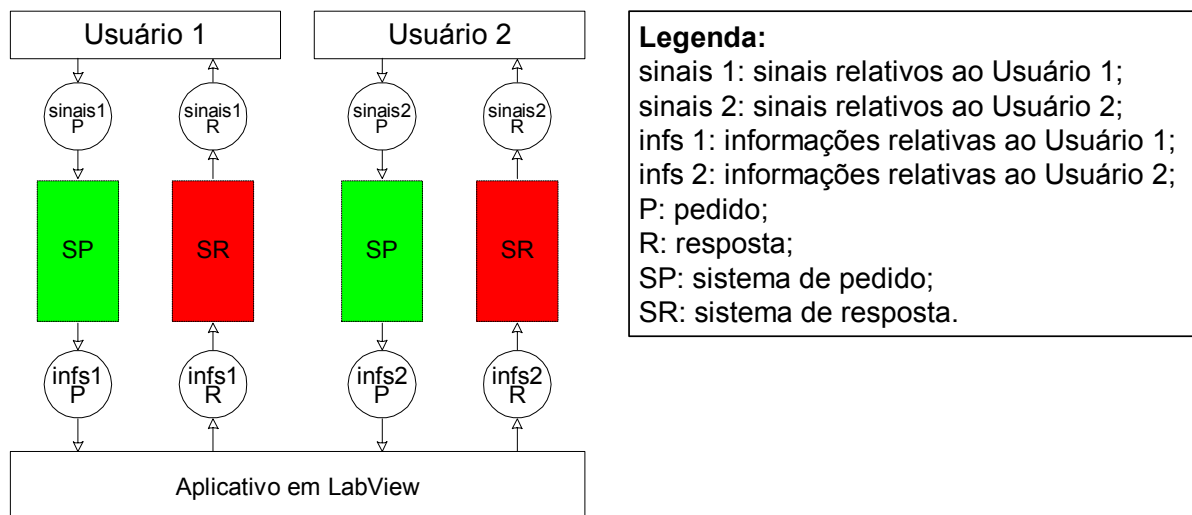 Usuário 1
Usuário 2
sinais1
P
sinais1
R
sinais2
P
sinais2
R
SP
SR
SP
SR
infs1
P
infs1
R
infs2
P
infs2
R
Aplicativo em LabView
Legenda:
sinais 1: sinais relativos ao Usuário 1;
sinais 2: sinais relativos ao Usuário 2;
infs 1: informações relativas ao Usuário 1;
infs 2: informações relativas ao Usuário 2;
P: pedido;
R: resposta;
SP: sistema de pedido;
SR: sistema de resposta.